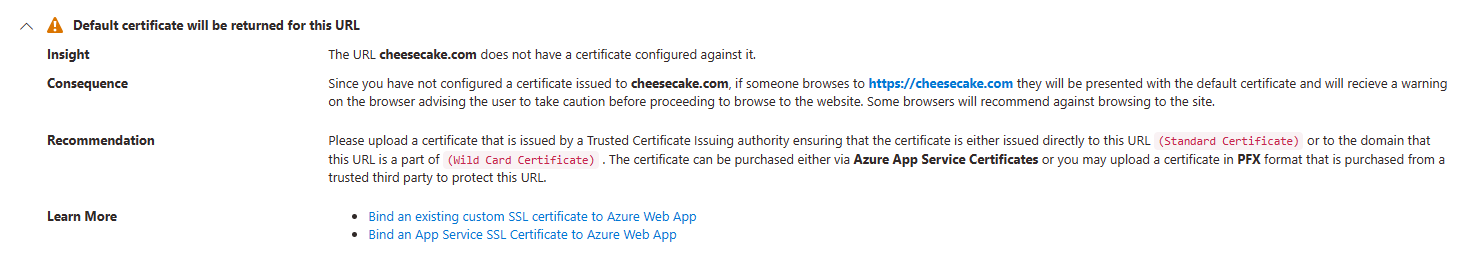 Default certificate will be returned for this URL
Insight
The URL cheesecake.com does not have a certificate configured against it.
Consequence
Since you have not configured a certificate issued to cheesecake.com, if someone browses to https://cheesecake.com they will be presented with the default certificate and will recieve a warning
on the browser advising the user to take caution before proceeding to browse to the website. Some browsers will recommend against browsing to the site.
Recommendation
Please upload a certificate that is issued by a Trusted Certificate Issuing authority ensuring that the certificate is either issued directly to this URL (Standard Certificate) or to the domain that
this URL is a part of (Wild Card Certificate) . The certificate can be purchased either via Azure App Service Certificates or you may upload a certificate in PFX format that is purchased from a
trusted third party to protect this URL.
Learn More
• Bind an existing custom SSL certificate to Azure Web App
• Bind an App Service SSL Certificate to Azure Web App